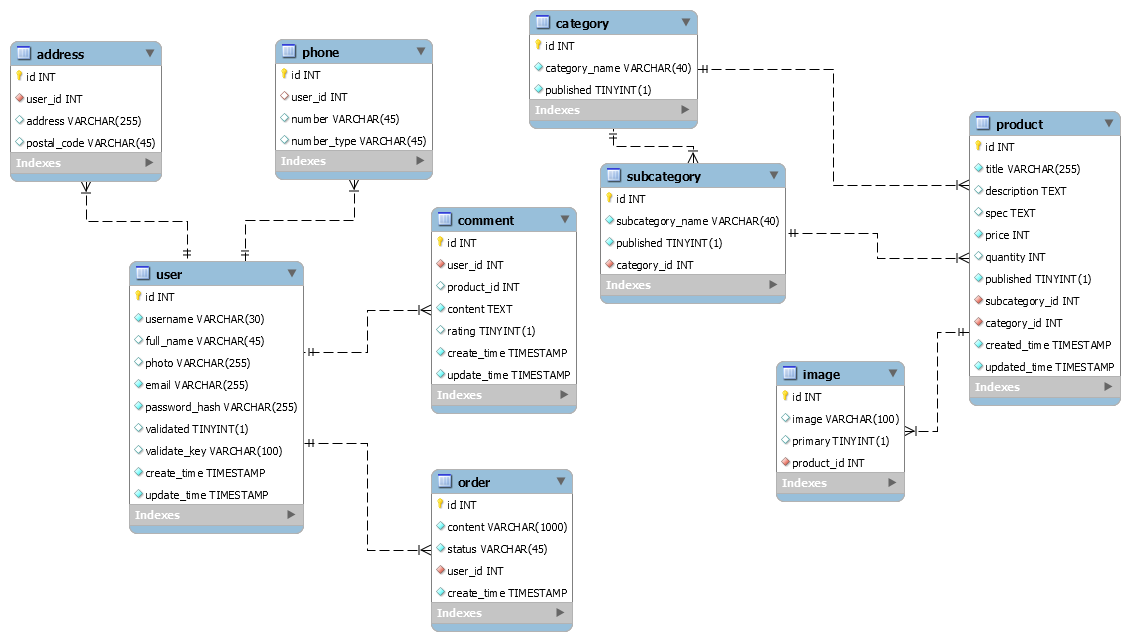 address
id INT
user_id INT
address VARCHAR(255)
postal_code VARCHAR(45)
Indexes
phone
id INT
user_id INT
number VARCHAR(45)
number_type VARCHAR(45)
Indexes
category
id INT
category_name VARCHAR(40)
published TINYINT(1)
Indexes
subcategory
id INT
subcategory_name VARCHAR(40)
published TINYINT(1)
category_id INT
Indexes
product
id INT
title VARCHAR(255)
description TEXT
spec TEXT
price INT
quantity INT
published TINYINT(1)
subcategory_id INT
category_id INT
created_time TIMESTAMP
updated_time TIMESTAMP
Indexes
comment
id INT
user_id INT
product_id INT
content TEXT
rating TINYINT(1)
create_time TIMESTAMP
update_time TIMESTAMP
Indexes
user
id INT
username VARCHAR(30)
full_name VARCHAR(45)
photo VARCHAR(255)
email VARCHAR(255)
password_hash VARCHAR(255)
validated TINYINT(1)
validate_key VARCHAR(100)
create_time TIMESTAMP
update_time TIMESTAMP
Indexes
image
id INT
image VARCHAR(100)
primary TINYINT(1)
product_id INT
Indexes
order
id INT
content VARCHAR(1000)
status VARCHAR(45)
user_id INT
create_time TIMESTAMP
Indexes